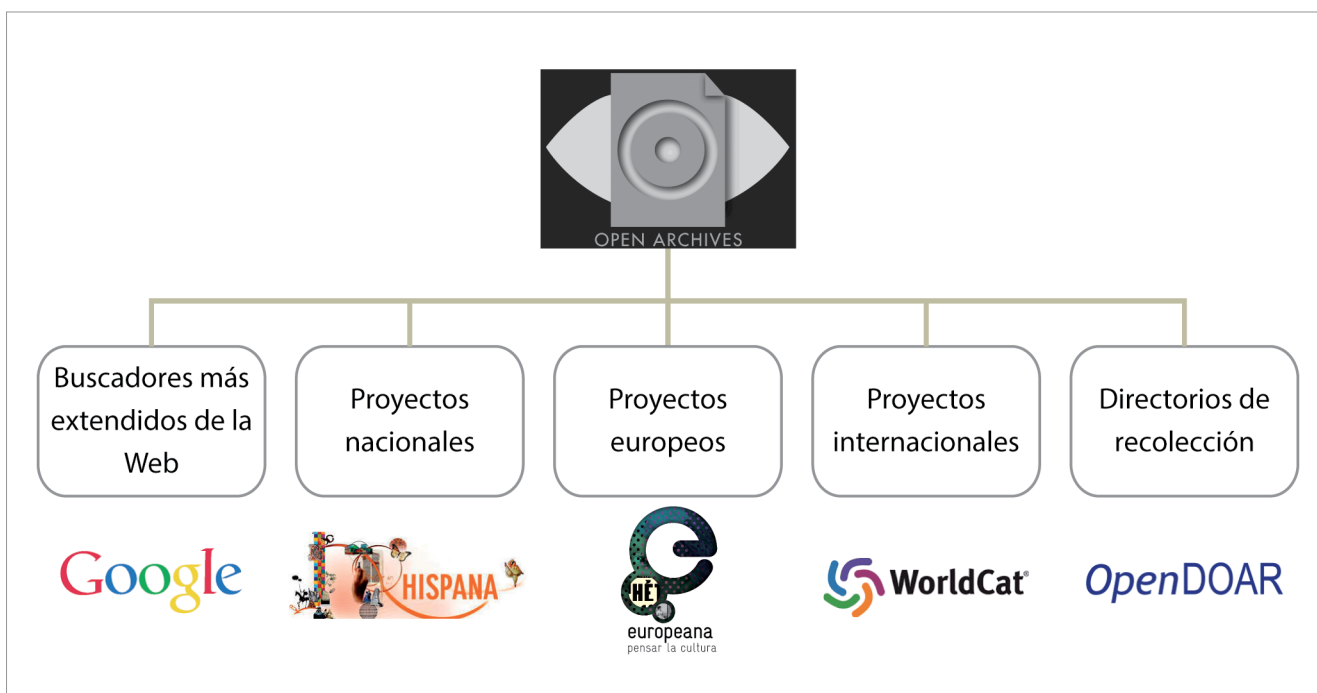 OPEN ARCHIVES
Buscadores más
extendidos de la
Web
Proyectos
nacionales
Proyectos
europeos
Proyectos
internacionales
Directorios de
recolección
Google
HISPANA
HÉ
europeana
pensar la cultura
WorldCat®
OpenDOAR